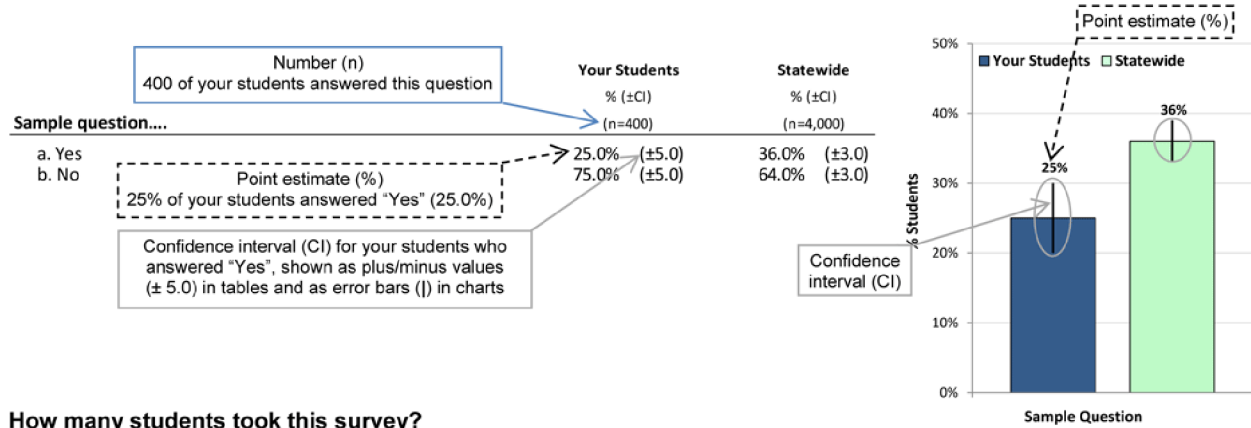 Number (n)
400 of your students answered this question
Your Students
Statewide
% (±CI)
% (±CI)
Sample question....
(n=400)
(n=4,000)
a. Yes
25.0% (±5.0)
36.0% (±3.0)
b. No
75.0% (±5.0)
64.0% (±3.0)
Point estimate (%)
25% of your students answered “Yes” (25.0%)
Confidence interval (CI) for your students who
answered “Yes”, shown as plus/minus values
(± 5.0) in tables and as error bars (|) in charts
Point estimate (%)
Your Students
Statewide
50%
40%
30%
20%
10%
0%
% Students
25%
36%
Confidence
interval (CI)
Sample Question
How many students took this survey?